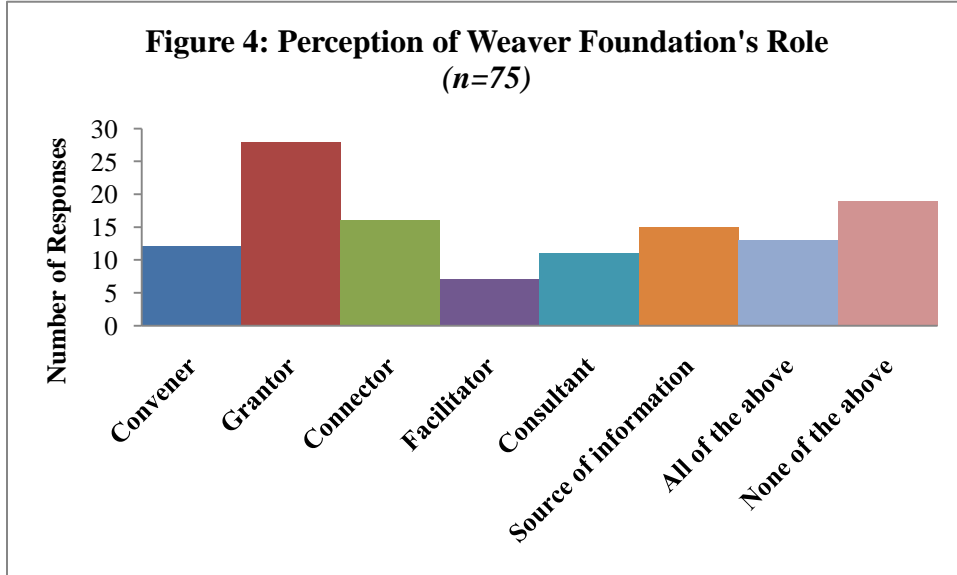 Figure 4: Perception of Weaver Foundation's Role
(n=75)
Number of Responses
30
25
20
15
10
5
0
Convener
Grantor
Connector
Facilitator
Consultant
Source of information
All of the above
None of the above